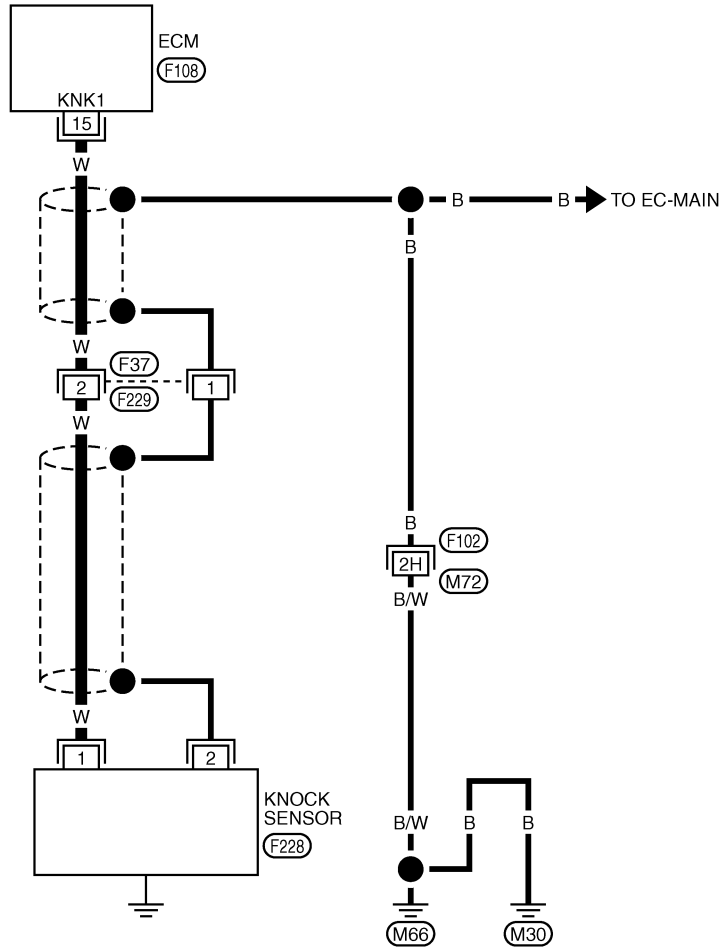 ECM
F108
KNK1
15
W
B
B
TO EC-MAIN
B
W
F37
2
1
F229
W
B
F102
2H
M72
B/W
W
1
2
KNOCK
SENSOR
F228
B/W
B
B
M66
M30